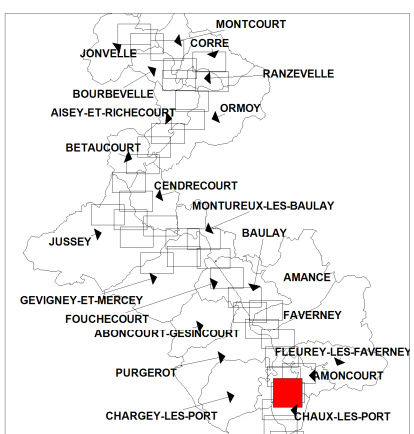 MONTCOURT
JONVELLE
CORRE
RANZEVELLE
BOURBEVELLE
AISEY-ET-RICHECOURT
ORMOY
BETAUCOURT
CENDRECOURT
MONTUREUX-LES-BAULAY
JUSSEY
BAULAY
AMANCE
GEVIGNEY-ET-MERCEY
FOUCHECOURT
FAVERNEY
ABONCOURT-GESINCOURT
FLEUREY-LES-FAVERNEY
PURGEROT
AMONCOURT
CHARGEY-LES-PORT
CHAUX-LES-PORT